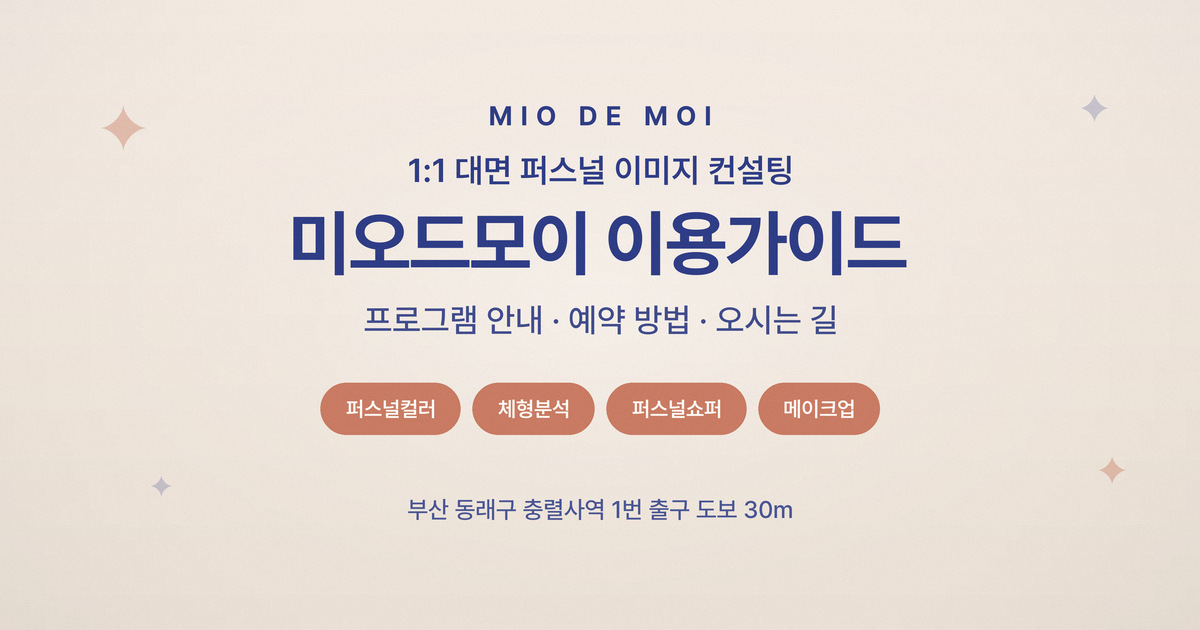 MIO DE MOI
1:1 대면 퍼스널 이미지 컨설팅
미오드모이 이용가이드
프로그램 안내 · 예약 방법 · 오시는 길
퍼스널컬러 체형분석 퍼스널쇼퍼 메이크업
부산 동래구 충렬사역 1번 출구 도보 30m